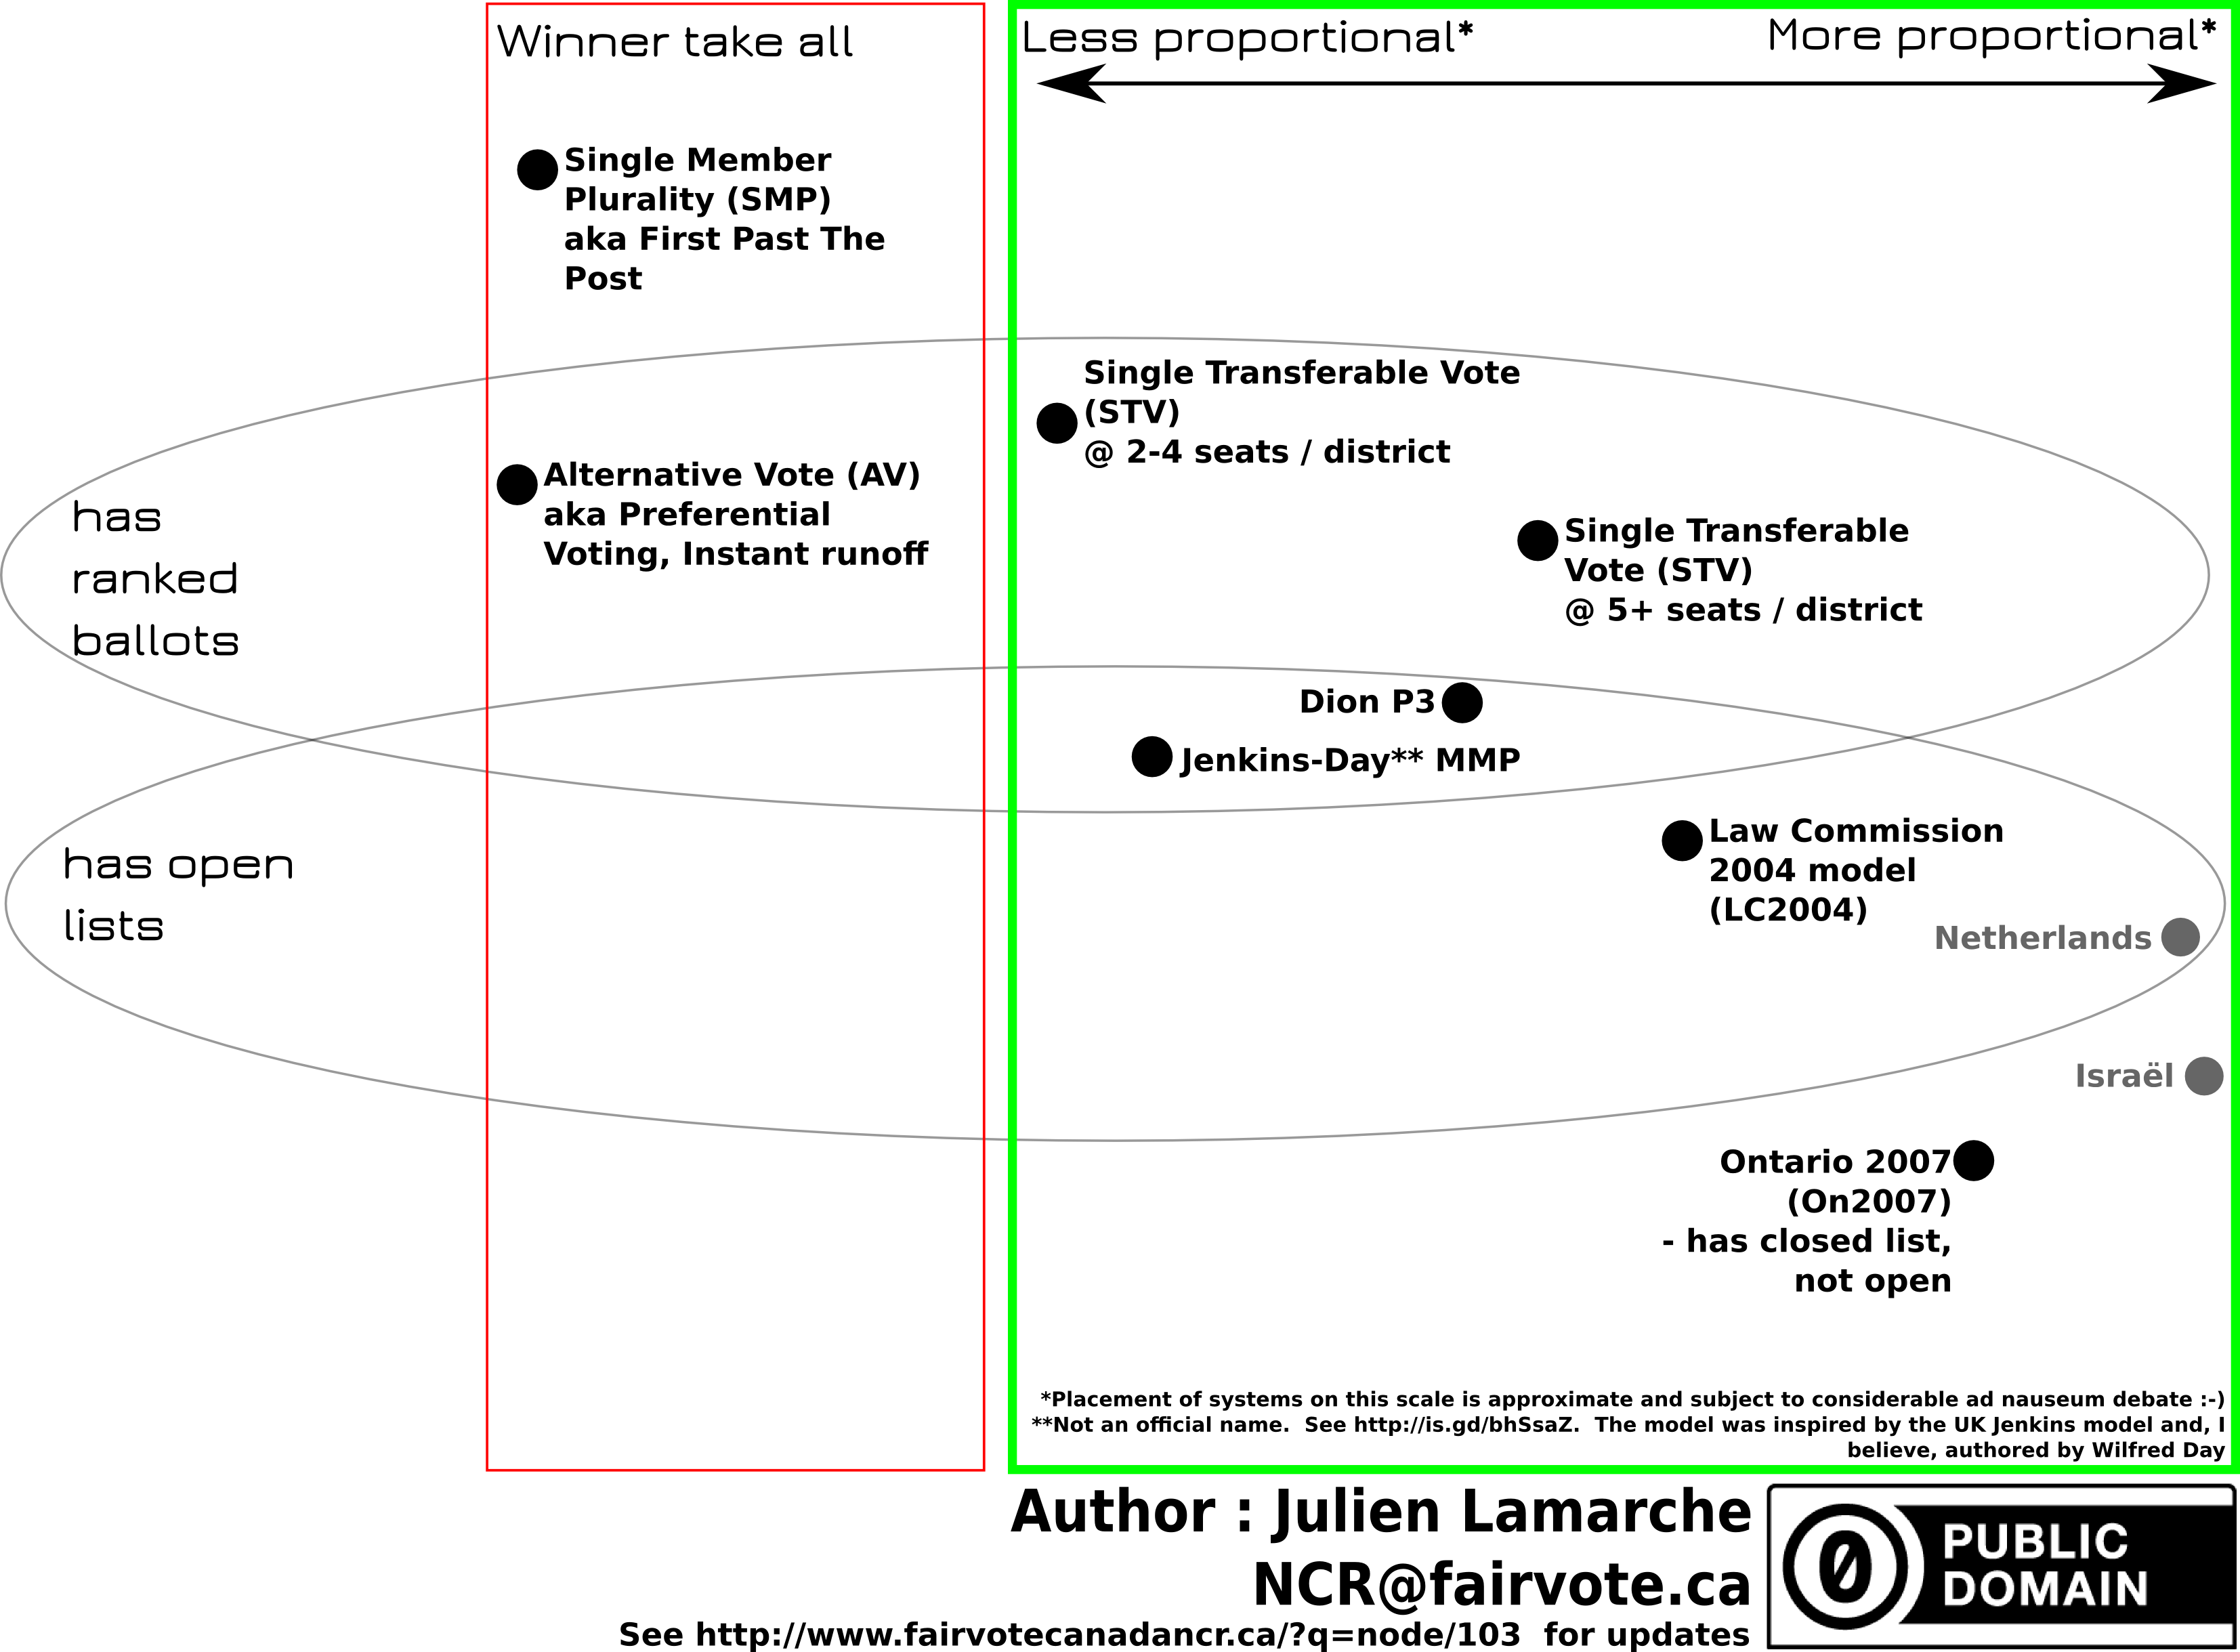 Winner take all
Less proportional*
More proportional*
Single Member
Plurality (SMP)
aka First Past The
Post
Single Transferable Vote
(STV)
@ 2-4 seats / district
Alternative Vote (AV)
aka Preferential
Voting, Instant runoff
has
ranked
ballots
Single Transferable
Vote (STV)
@ 5+ seats / district
Dion P3
Jenkins-Day** MMP
has open
lists
Law Commission
2004 model
(LC2004)
Netherlands
Israël
Ontario 2007
(On2007)
- has closed list,
not open
*Placement of systems on this scale is approximate and subject to considerable ad nauseum debate :-)
**Not an official name.  See http://is.gd/bhSsaZ.  The model was inspired by the UK Jenkins model and, I
believe, authored by Wilfred Day
Author : Julien Lamarche
NCR@fairvote.ca
See http://www.fairvotecanadancr.ca/?q=node/103  for updates
0
PUBLIC
DOMAIN